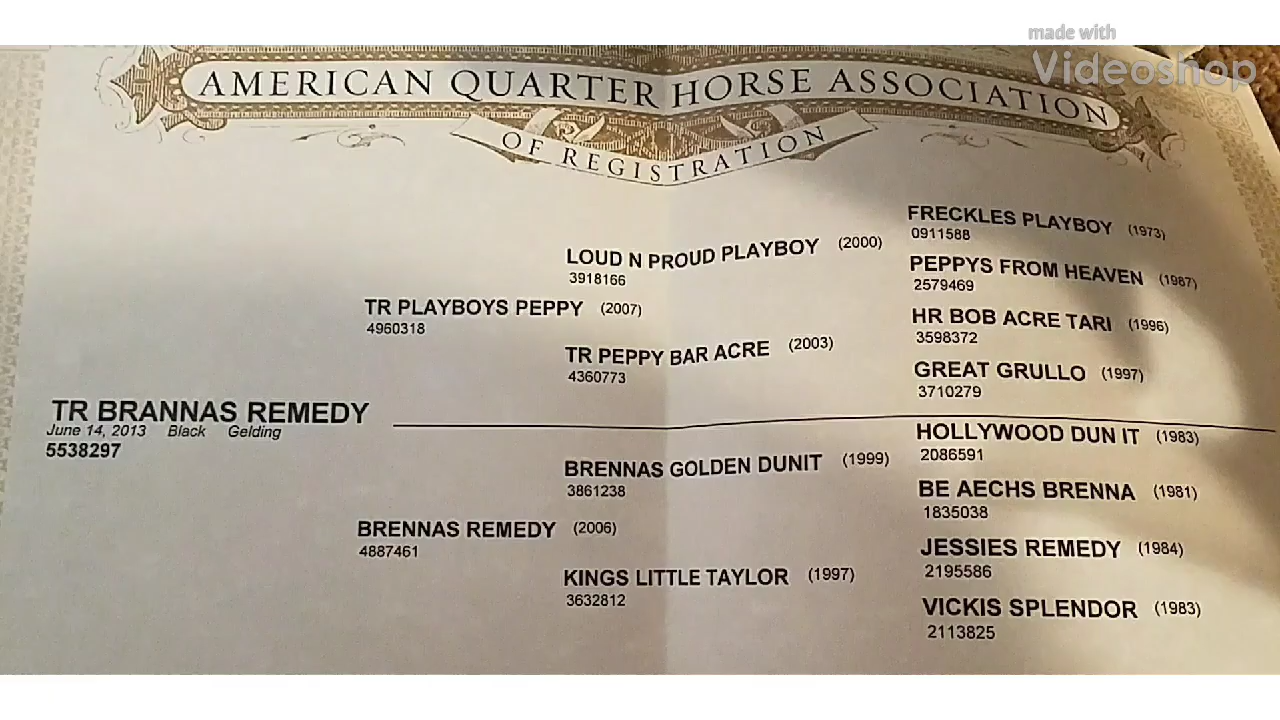 made with
Videoshop
AMERICAN QUARTER HORSE ASSOCIATION
OF REGISTRATION
FRECKLES PLAYBOY (1973)
0911588
LOUD N PROUD PLAYBOY (2000)
3918166
PEPPYS FROM HEAVEN (1987)
2579469
TR PLAYBOYS PEPPY (2007)
4960318
HR BOB ACRE TARI (1996)
3598372
TR PEPPY BAR ACRE (2003)
4360773
GREAT GRULLO (1997)
3710279
TR BRANNAS REMEDY
June 14, 2013 Black Gelding
5538297
HOLLYWOOD DUN IT (1983)
2086591
BRENNAS GOLDEN DUNIT (1999)
3861238
BE AECHS BRENNA (1981)
1835038
BRENNAS REMEDY (2006)
4887461
JESSIES REMEDY (1984)
2195586
KINGS LITTLE TAYLOR (1997)
3632812
VICKIS SPLENDOR (1983)
2113825